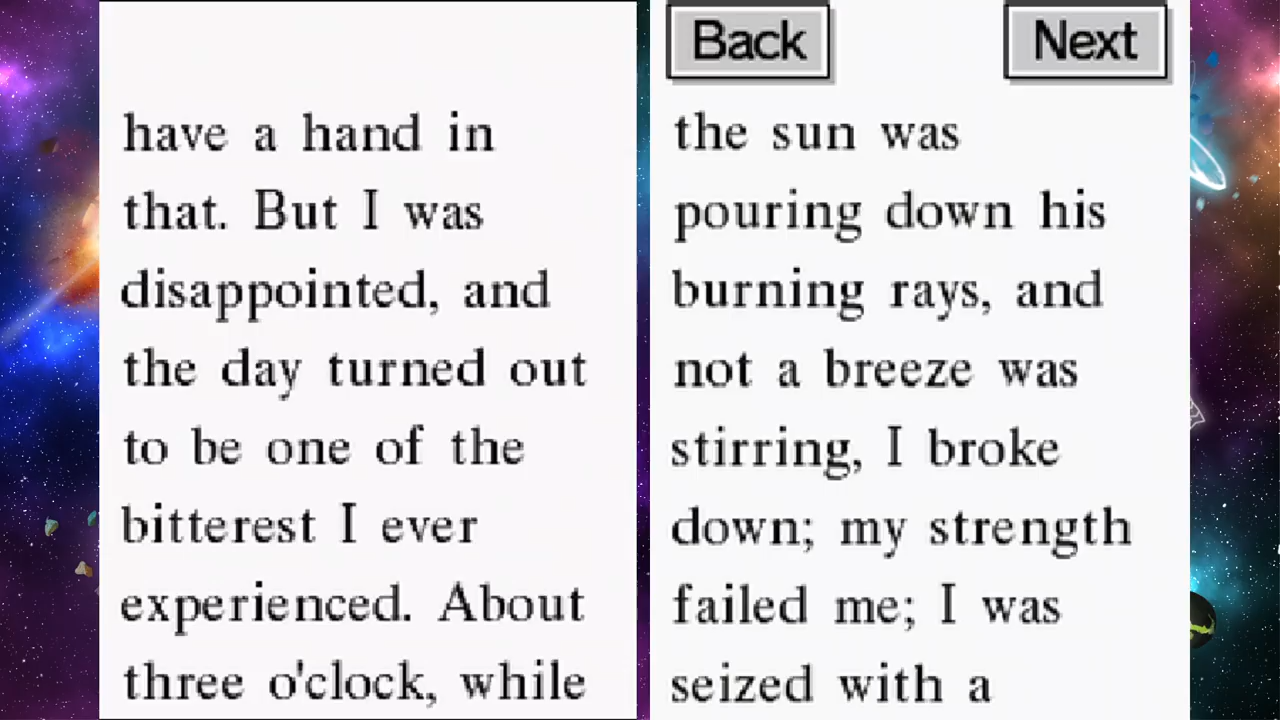 have a hand in
that. But I was
disappointed, and
the day turned out
to be one of the
bitterest I ever
experienced. About
three o'clock, while
Back Next
the sun was
pouring down his
burning rays, and
not a breeze was
stirring, I broke
down; my strength
failed me; I was
seized with a